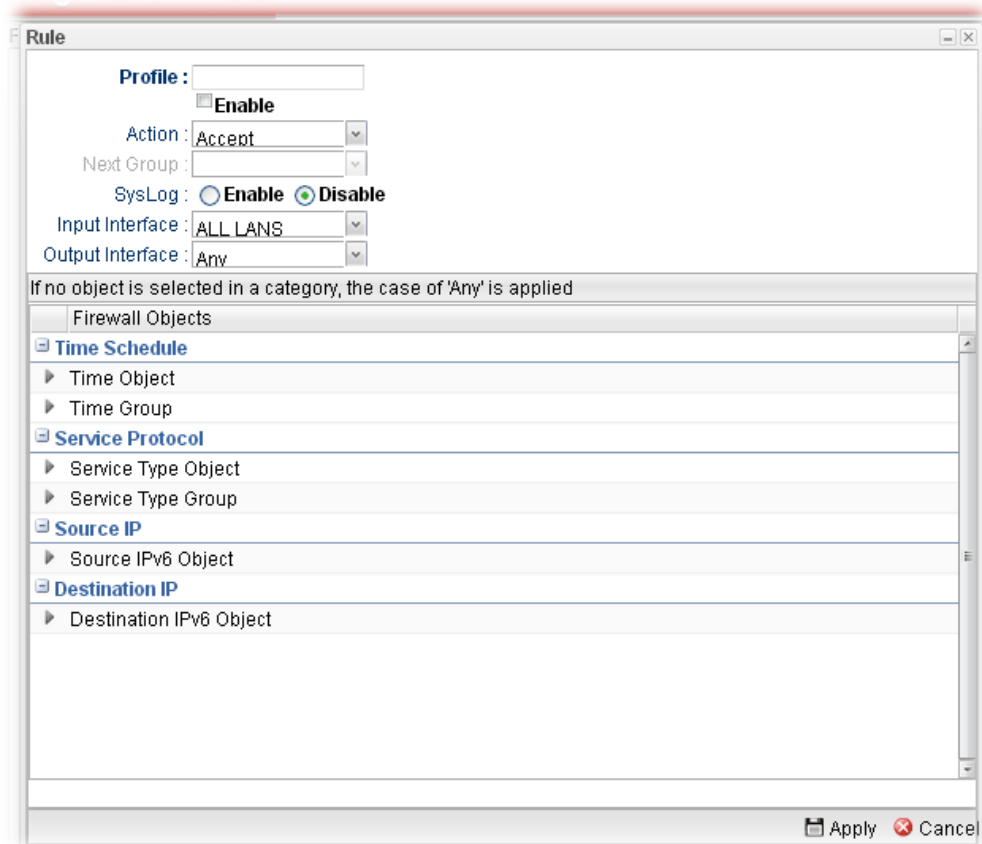 Rule
Profile :
Enable
Action : Accept
Next Group :
SysLog : Enable Disable
Input Interface : ALL LANS
Output Interface : Any
If no object is selected in a category, the case of 'Any' is applied
Firewall Objects
Time Schedule
Time Object
Time Group
Service Protocol
Service Type Object
Service Type Group
Source IP
Source IPv6 Object
Destination IP
Destination IPv6 Object
Apply Cancel